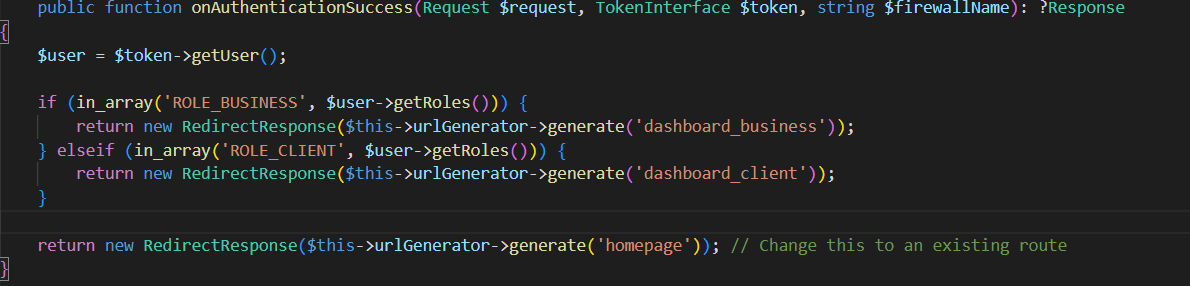 public function onAuthenticationSuccess(Request $request, TokenInterface $token, string $firewallName): ?Response
{
$user = $token->getUser();
if (in_array('ROLE_BUSINESS', $user->getRoles())) {
return new RedirectResponse($this->urlGenerator->generate('dashboard_business'));
} elseif (in_array('ROLE_CLIENT', $user->getRoles())) {
return new RedirectResponse($this->urlGenerator->generate('dashboard_client'));
}
return new RedirectResponse($this->urlGenerator->generate('homepage')); // Change this to an existing route
}